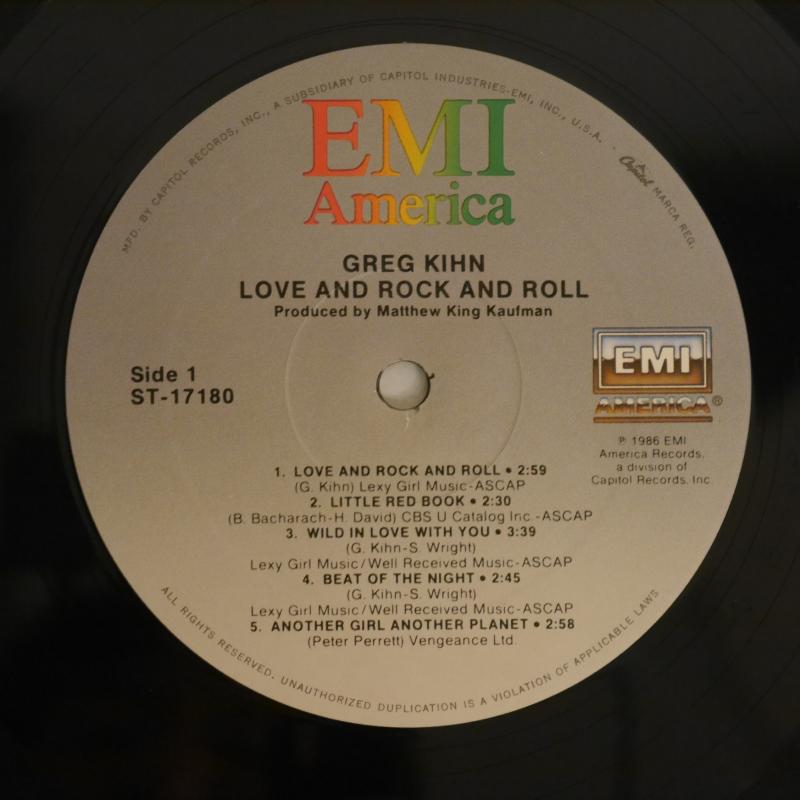 MFD. BY CAPITOL RECORDS, INC., A SUBSIDIARY OF CAPITOL INDUSTRIES-EMI, INC., U.S.A. · Capitol MARCA REG.
EMI
America
GREG KIHN
LOVE AND ROCK AND ROLL
Produced by Matthew King Kaufman
Side 1
ST-17180
EMI
AMERICA®
℗ 1986 EMI
America Records,
a division of
Capitol Records, Inc.
1. LOVE AND ROCK AND ROLL • 2:59
(G. Kihn) Lexy Girl Music-ASCAP
2. LITTLE RED BOOK • 2:30
(B. Bacharach-H. David) CBS U Catalog Inc.-ASCAP
3. WILD IN LOVE WITH YOU • 3:39
(G. Kihn-S. Wright)
Lexy Girl Music/Well Received Music-ASCAP
4. BEAT OF THE NIGHT • 2:45
(G. Kihn-S. Wright)
Lexy Girl Music/Well Received Music-ASCAP
5. ANOTHER GIRL ANOTHER PLANET • 2:58
(Peter Perrett) Vengeance Ltd.
ALL RIGHTS RESERVED. UNAUTHORIZED DUPLICATION IS A VIOLATION OF APPLICABLE LAWS